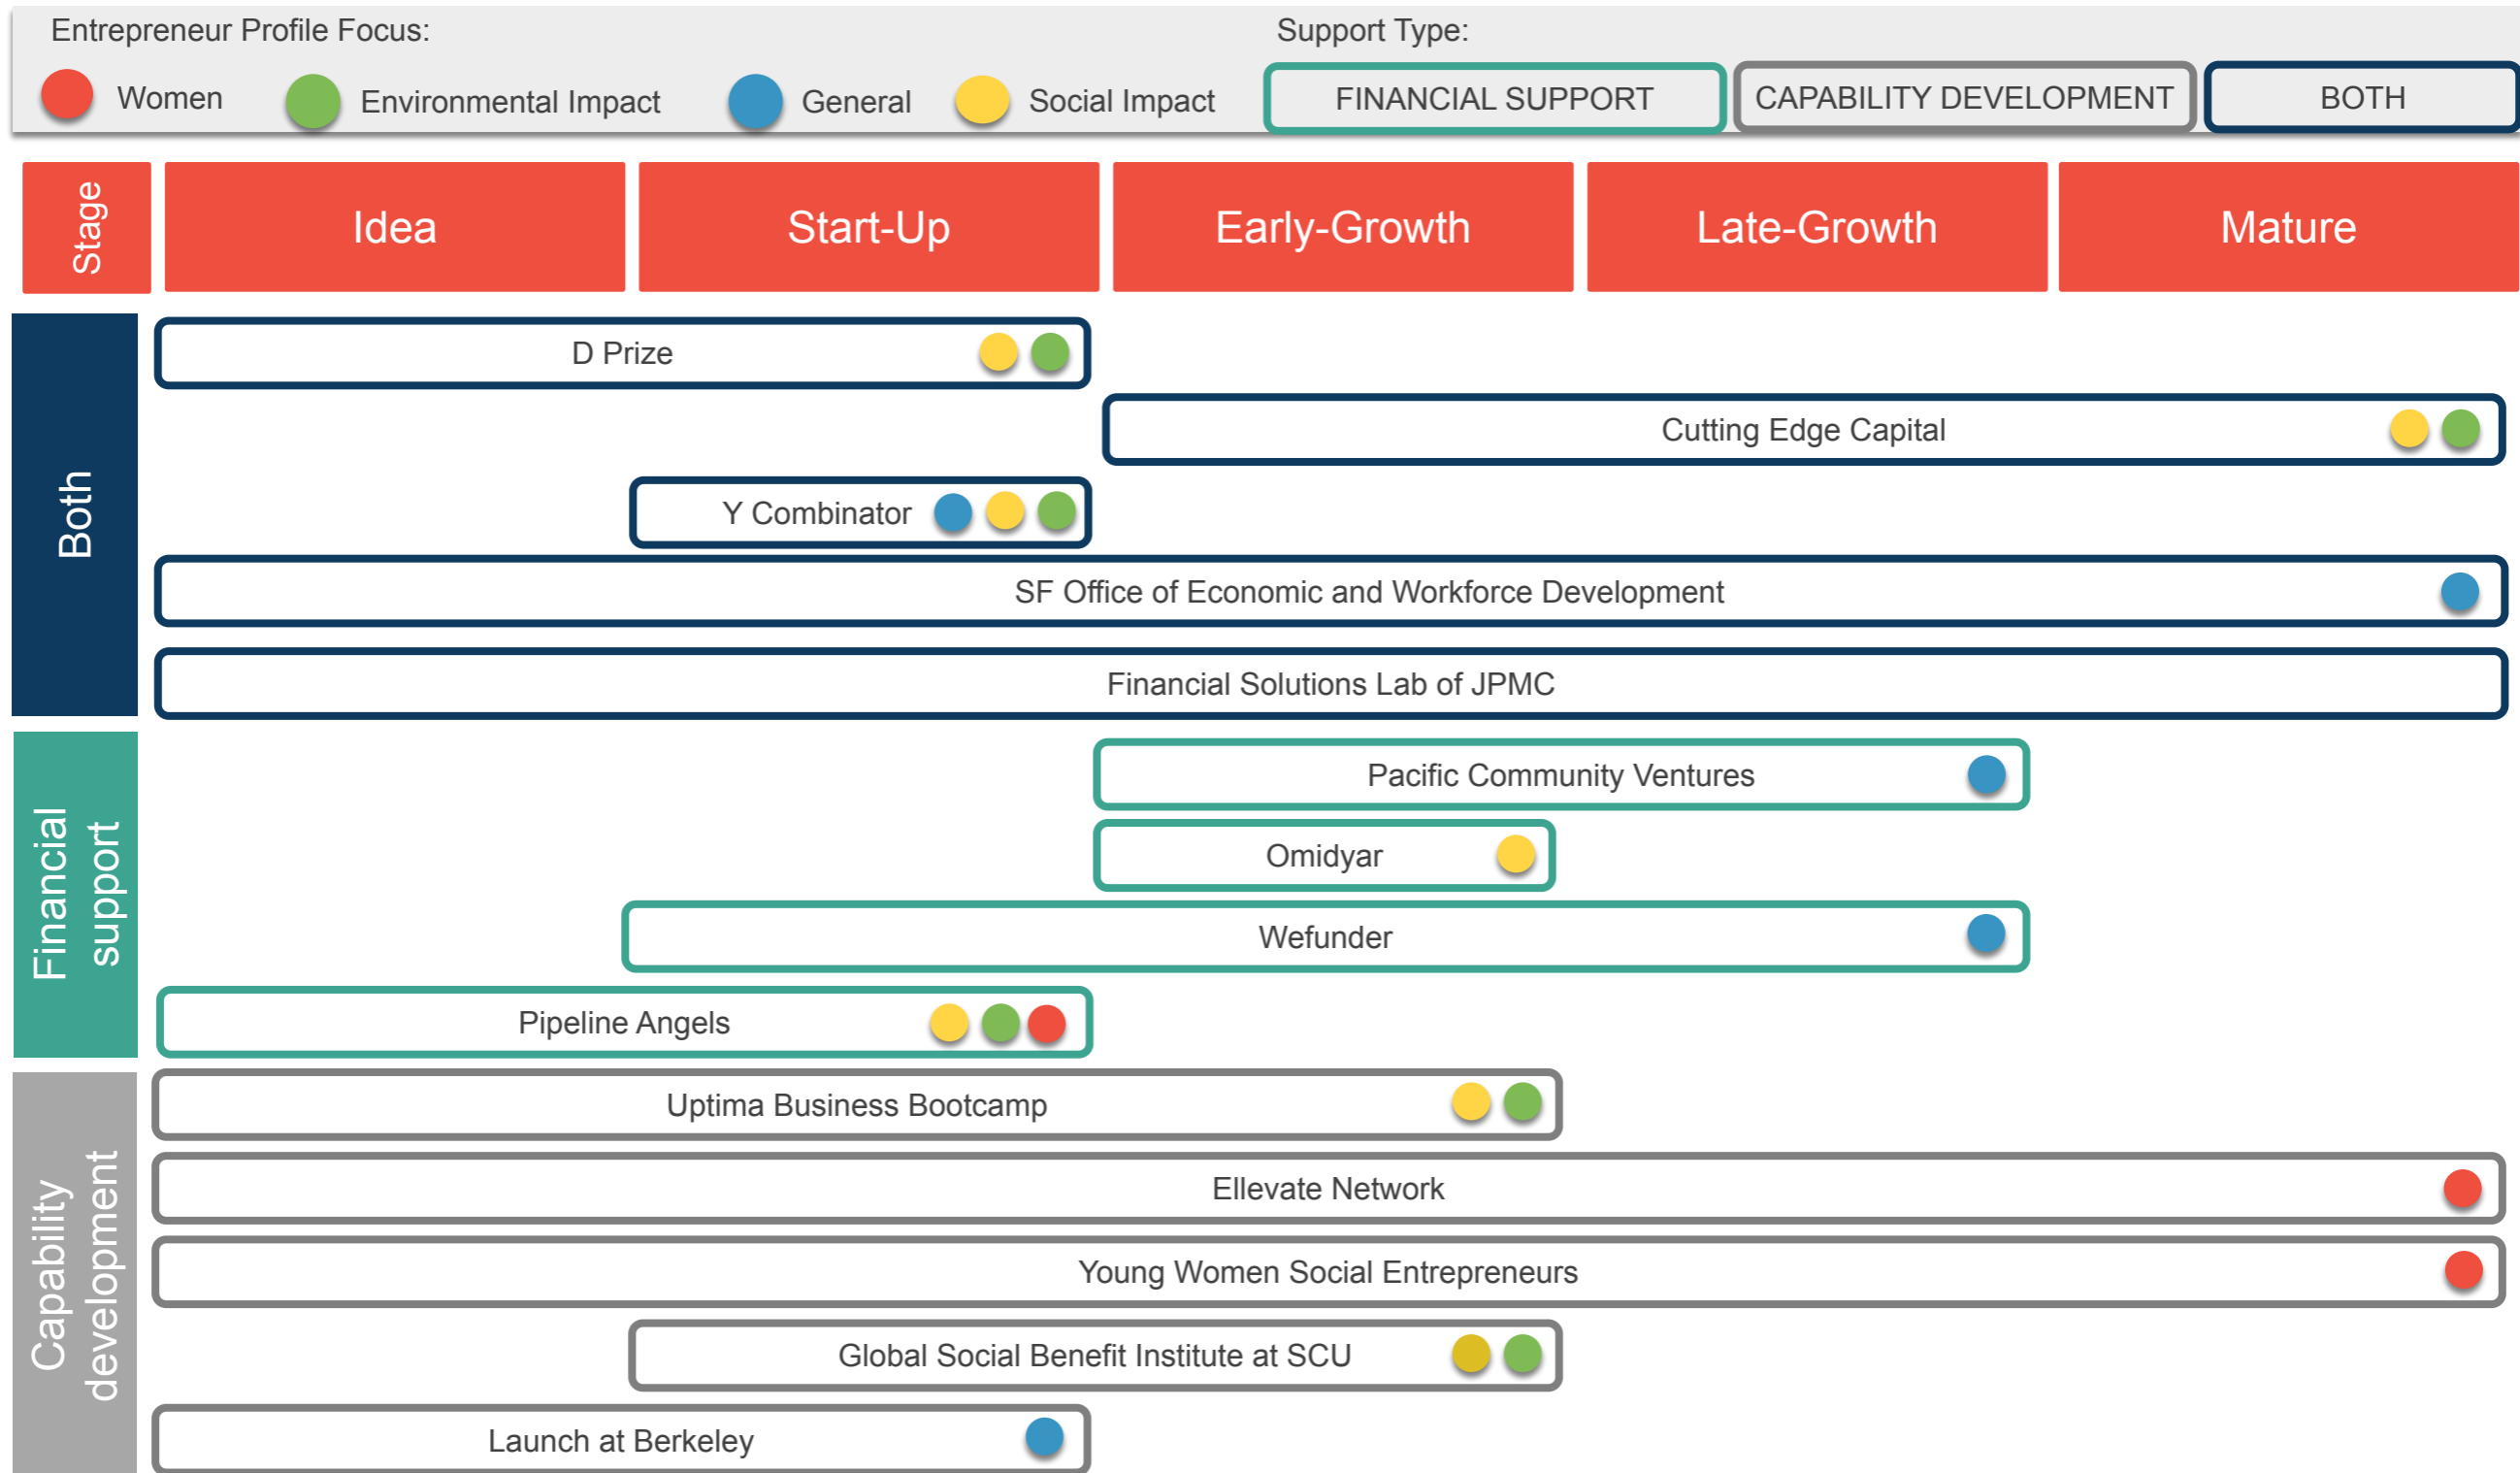 Entrepreneur Profile Focus:
Support Type:
Women
Environmental Impact
General
Social Impact
FINANCIAL SUPPORT
CAPABILITY DEVELOPMENT
BOTH
Stage
Idea
Start-Up
Early-Growth
Late-Growth
Mature
Both
D Prize
Cutting Edge Capital
Y Combinator
SF Office of Economic and Workforce Development
Financial Solutions Lab of JPMC
Financial
support
Pacific Community Ventures
Omidyar
Wefunder
Pipeline Angels
Capability
development
Uptima Business Bootcamp
Ellevate Network
Young Women Social Entrepreneurs
Global Social Benefit Institute at SCU
Launch at Berkeley